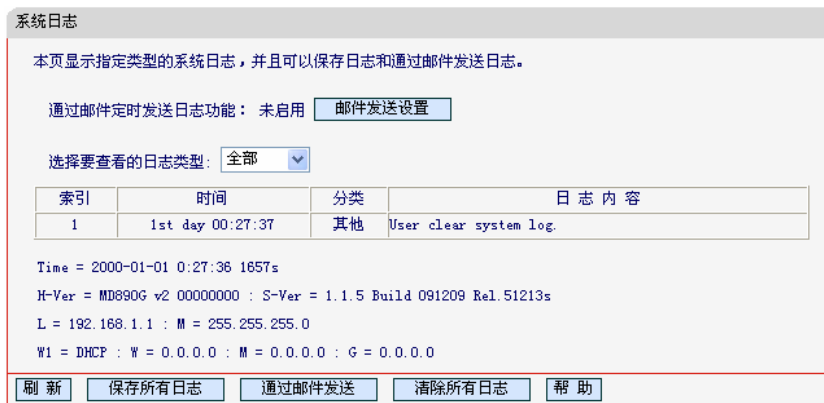 系统日志
本页显示指定类型的系统日志，并且可以保存日志和通过邮件发送日志。
通过邮件定时发送日志功能： 未启用 邮件发送设置
选择要查看的日志类型: 全部
索引 时间 分类 日 志 内 容
1 1st day 00:27:37 其他 User clear system log.
Time = 2000-01-01 0:27:36 1657s
H-Ver = MD890G v2 00000000 : S-Ver = 1.1.5 Build 091209 Rel.51213s
L = 192.168.1.1 : M = 255.255.255.0
W1 = DHCP : W = 0.0.0.0 : M = 0.0.0.0 : G = 0.0.0.0
刷 新 保存所有日志 通过邮件发送 清除所有日志 帮 助